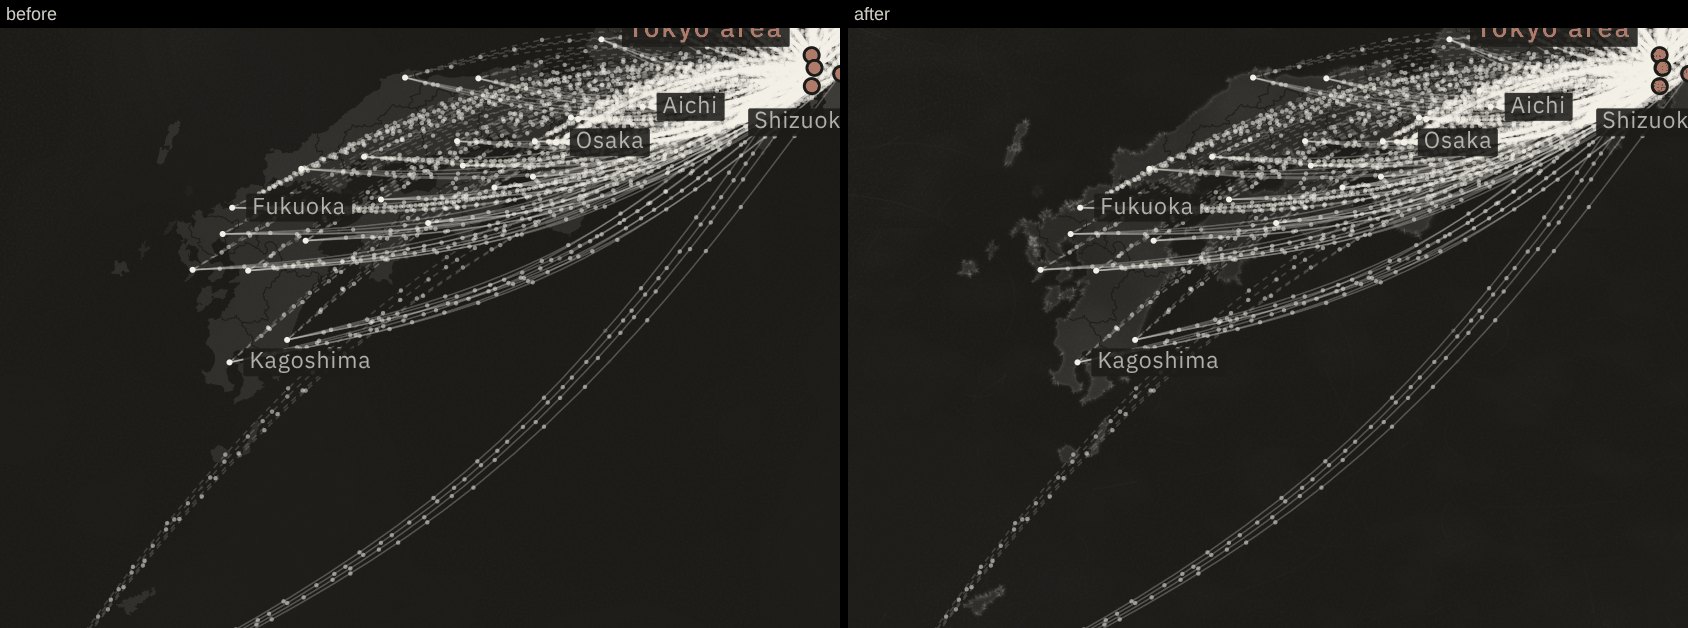 before
after
Tokyo area
Aichi
Shizuok
Osaka
Fukuoka
Kagoshima
Tokyo area
Aichi
Shizuok
Osaka
Fukuoka
Kagoshima